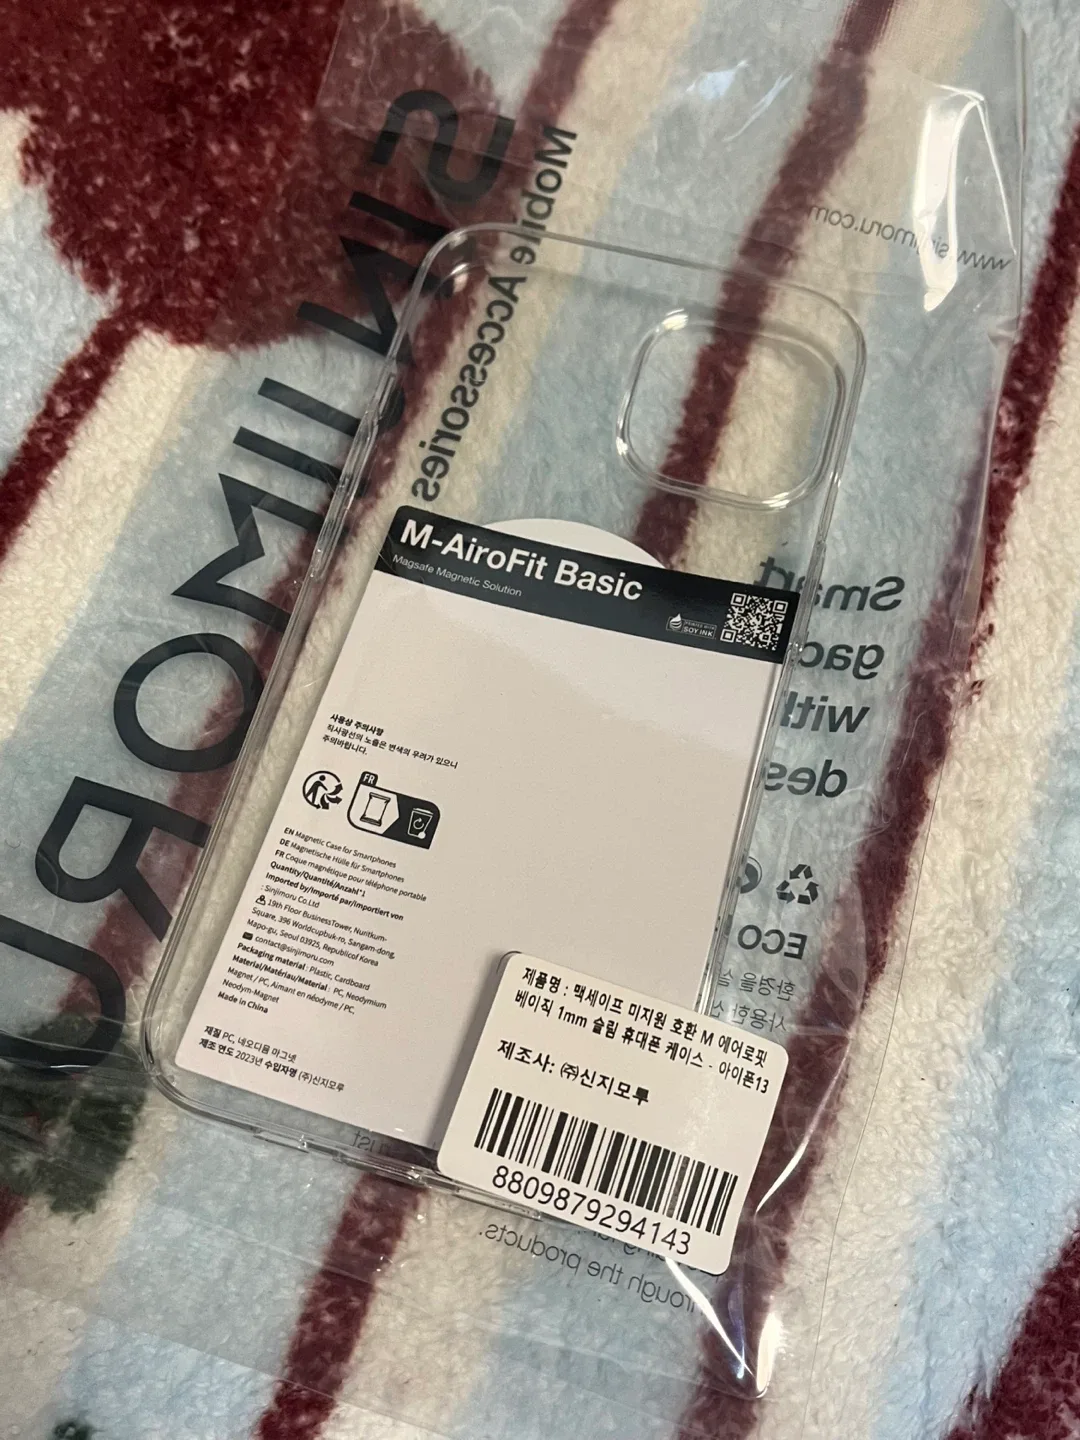 SINJIMORU
Mobile Accessories
www.sinjimoru.com
M-AiroFit Basic
Magsafe Magnetic Solution
PRINTED WITH
SOY INK
Smart
gad
with
des
ECO
사용상 주의사항
직사광선의 노출은 변색의 우려가 있으니
주의바랍니다.
FR
EN Magnetic Case for Smartphones
DE Magnetische Hülle für Smartphones
FR Coque magnétique pour téléphone portable
Quantity/Quantité/Anzahl*1
Imported by/Importé par/Importiert von
: Sinjimoru Co.Ltd
19th Floor BusinessTower, Nuritkum-
Square, 396 Worldcupbuk-ro, Sangam-dong,
Mapo-gu, Seoul 03925, Republicof Korea
contact@sinjimoru.com
Packaging material : Plastic, Cardboard
Material/Matériau/Material : PC, Neodymium
Magnet / PC, Aimant en néodyme / PC,
Neodym-Magnet
Made in China
재질 PC, 네오디뮴 마그넷
제조 연도 2023년 수입자명 (주)신지모루
제품명 : 맥세이프 미지원 호환 M 에어로핏
베이직 1mm 슬림 휴대폰 케이스 - 아이폰13
제조사: ㈜신지모루
8809879294143
through the products.